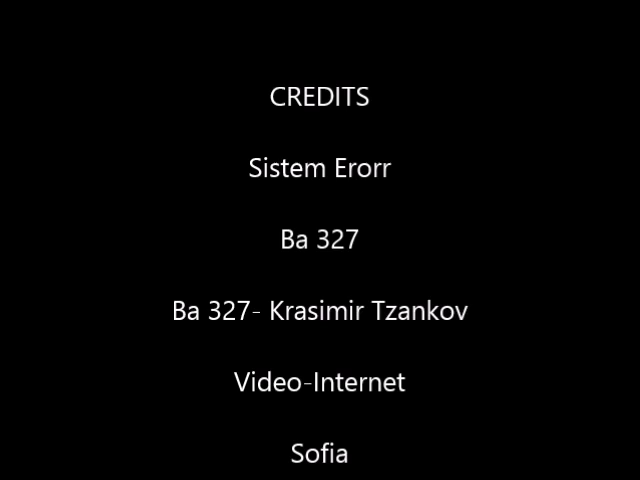 CREDITS
Sistem Erorr
Ba 327
Ba 327- Krasimir Tzankov
Video-Internet
Sofia